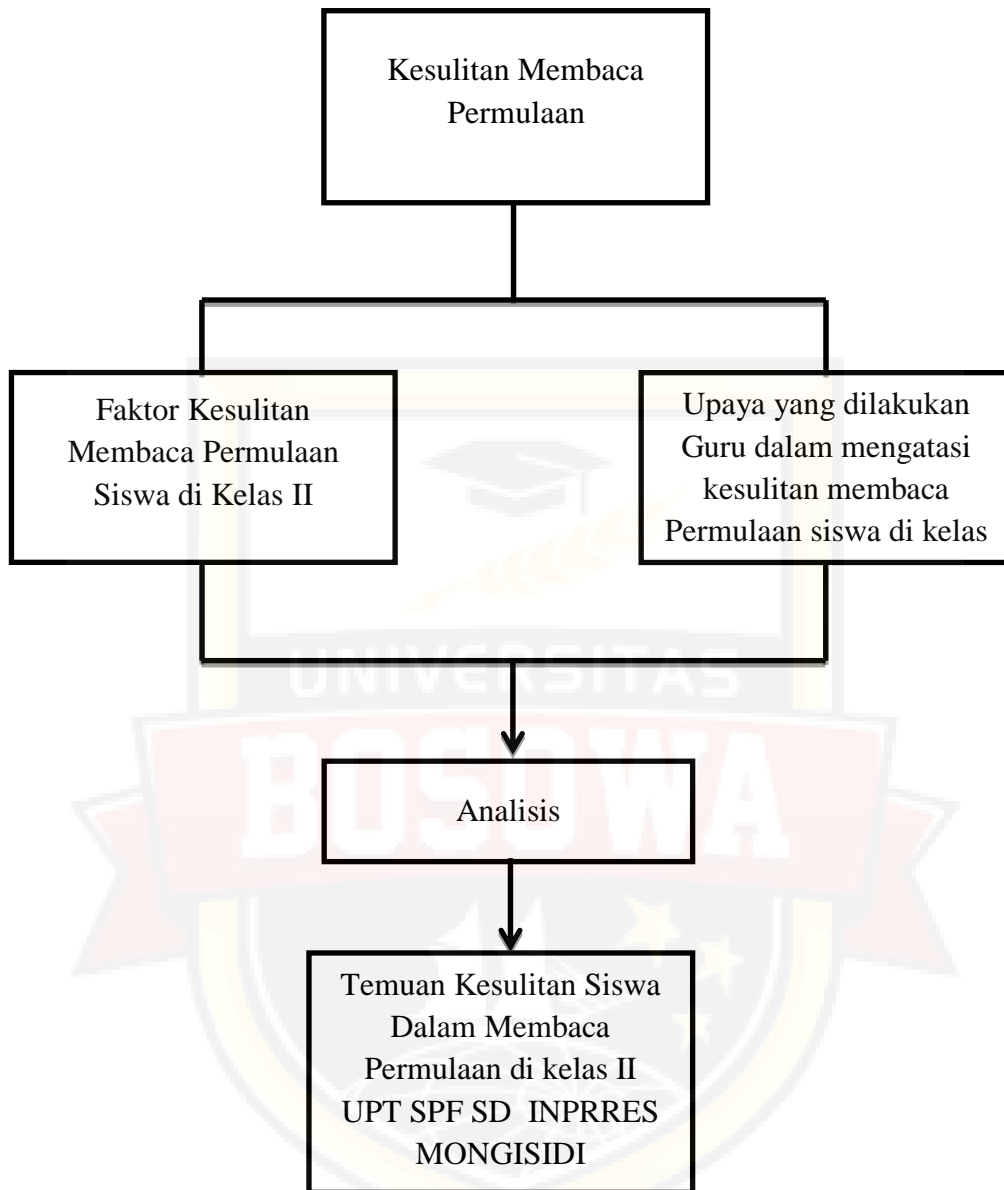 Kesulitan Membaca
Permulaan
Faktor Kesulitan
Membaca Permulaan
Siswa di Kelas II
Upaya yang dilakukan
Guru dalam mengatasi
kesulitan membaca
Permulaan siswa di kelas
UNIVERSITAS
BOSOWA
Analisis
Temuan Kesulitan Siswa
Dalam Membaca
Permulaan di kelas II
UPT SPF SD INPRRES
MONGISIDI